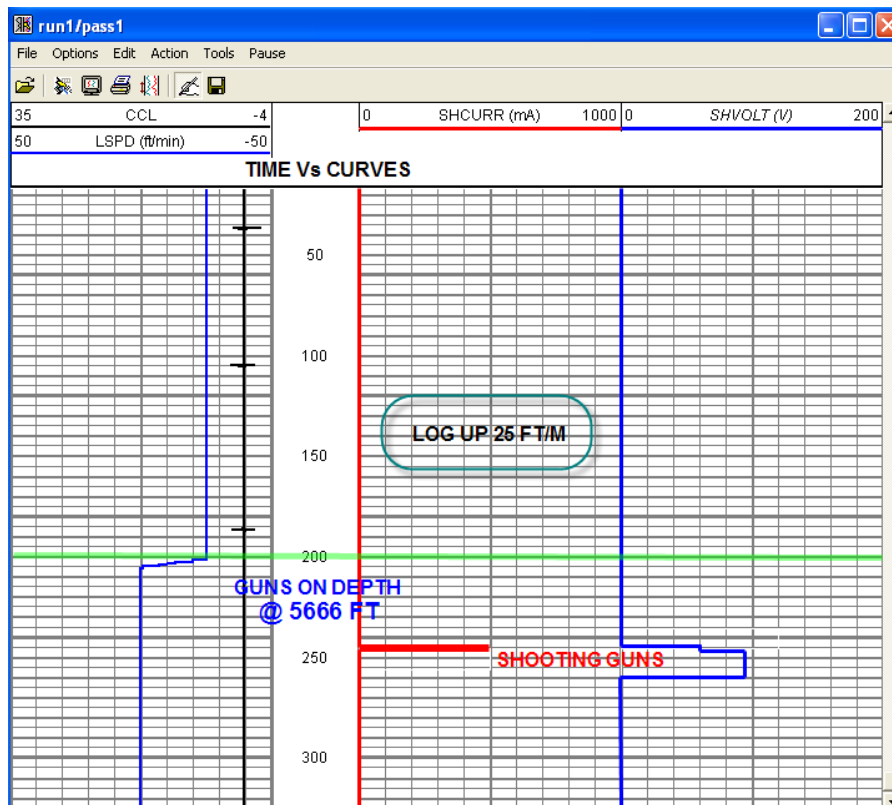 run1/pass1
File Options Edit Action Tools Pause
35 CCL -4 0 SHCURR (mA) 1000 0 SHVOLT (V) 200
50 LSPD (ft/min) -50
TIME Vs CURVES
50
100
LOG UP 25 FT/M
150
200
GUNS ON DEPTH
@ 5666 FT
250
SHOOTING GUNS
300